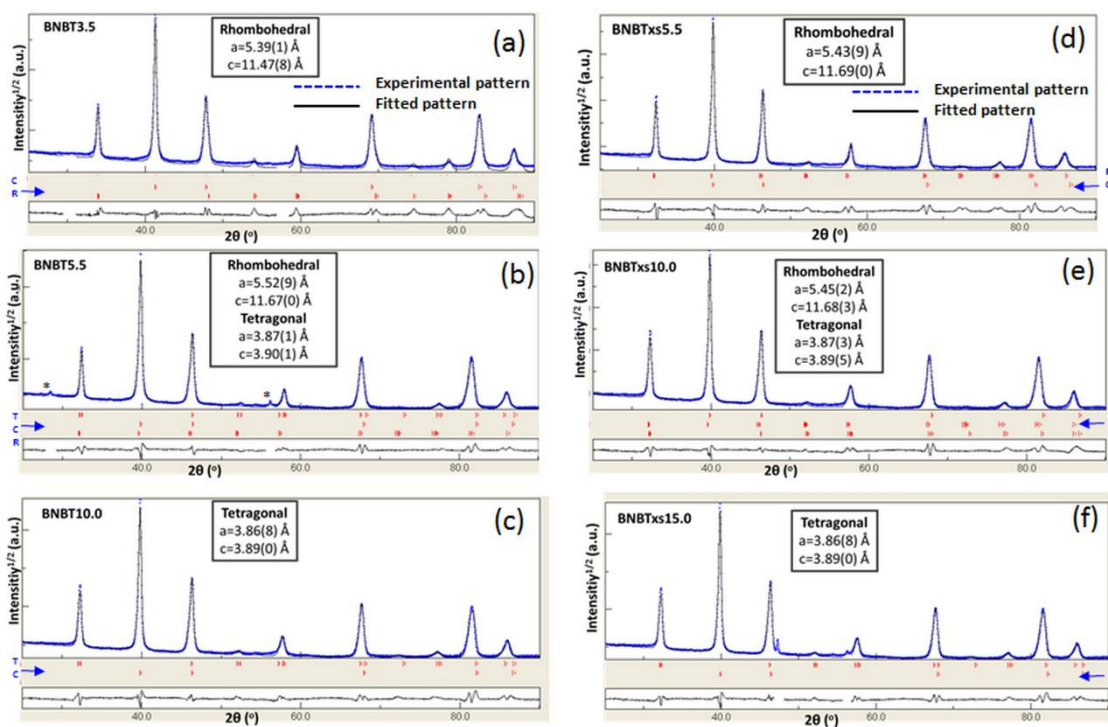 BNBT3.5
(a)
Rhombohedral
a=5.39(1) Å
c=11.47(8) Å
Experimental pattern
Fitted pattern
Intensitiy1/2 (a.u.)
C
R
40.0
60.0
80.0
2θ (°)
BNBT5.5
(b)
Rhombohedral
a=5.52(9) Å
c=11.67(0) Å
Tetragonal
a=3.87(1) Å
c=3.90(1) Å
*
*
Intensitiy1/2 (a.u.)
T
C
R
40.0
60.0
80.0
2θ (°)
BNBT10.0
(c)
Tetragonal
a=3.86(8) Å
c=3.89(0) Å
Intensitiy1/2 (a.u.)
T
C
40.0
60.0
80.0
2θ (°)
BNBTxs5.5
(d)
Rhombohedral
a=5.43(9) Å
c=11.69(0) Å
Experimental pattern
Fitted pattern
Intensitiy1/2 (a.u.)
40.0
60.0
80.0
2θ (°)
BNBTxs10.0
(e)
Rhombohedral
a=5.45(2) Å
c=11.68(3) Å
Tetragonal
a=3.87(3) Å
c=3.89(5) Å
Intensitiy1/2 (a.u.)
40.0
60.0
80.0
2θ (°)
BNBTxs15.0
(f)
Tetragonal
a=3.86(8) Å
c=3.89(0) Å
Intensitiy1/2 (a.u.)
40.0
60.0
80.0
2θ (°)